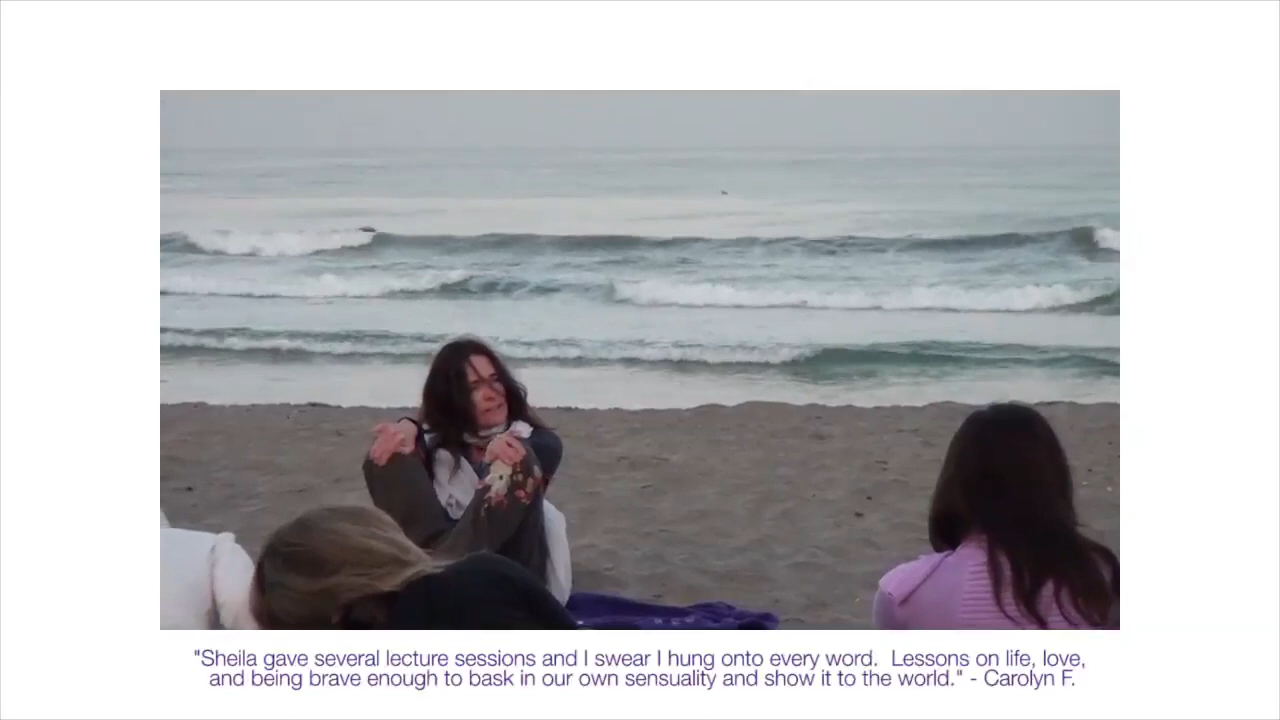 "Sheila gave several lecture sessions and I swear I hung onto every word.  Lessons on life, love,
and being brave enough to bask in our own sensuality and show it to the world." - Carolyn F.